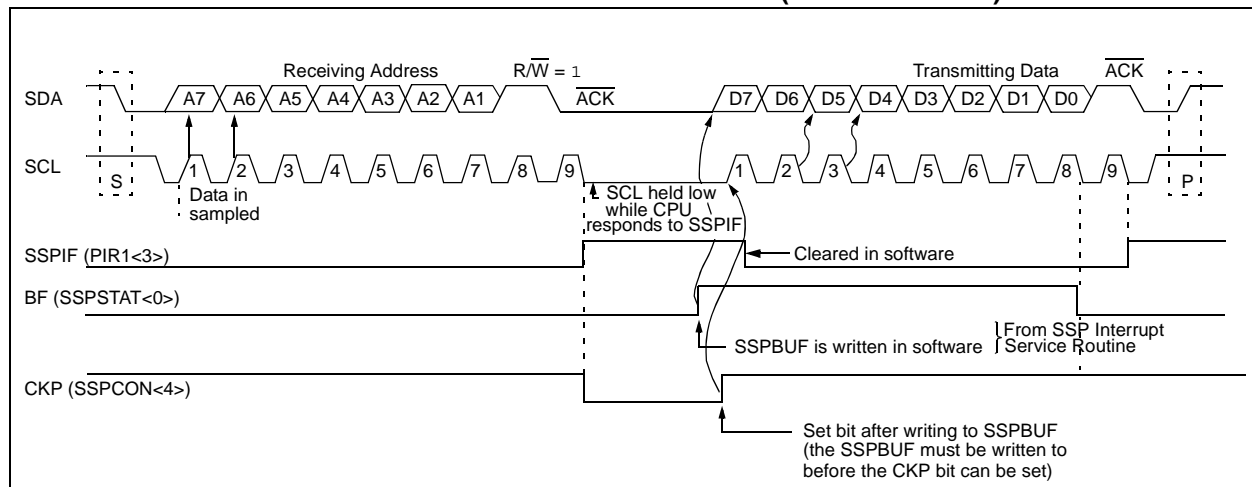 Receiving Address R/W = 1 Transmitting Data ACK
SDA A7 A6 A5 A4 A3 A2 A1 ACK D7 D6 D5 D4 D3 D2 D1 D0
SCL S 1 2 3 4 5 6 7 8 9 1 2 3 4 5 6 7 8 9 P
Data in
sampled
SCL held low
while CPU
responds to SSPIF
SSPIF (PIR1<3>)
Cleared in software
BF (SSPSTAT<0>)
SSPBUF is written in software
From SSP Interrupt
Service Routine
CKP (SSPCON<4>)
Set bit after writing to SSPBUF
(the SSPBUF must be written to
before the CKP bit can be set)